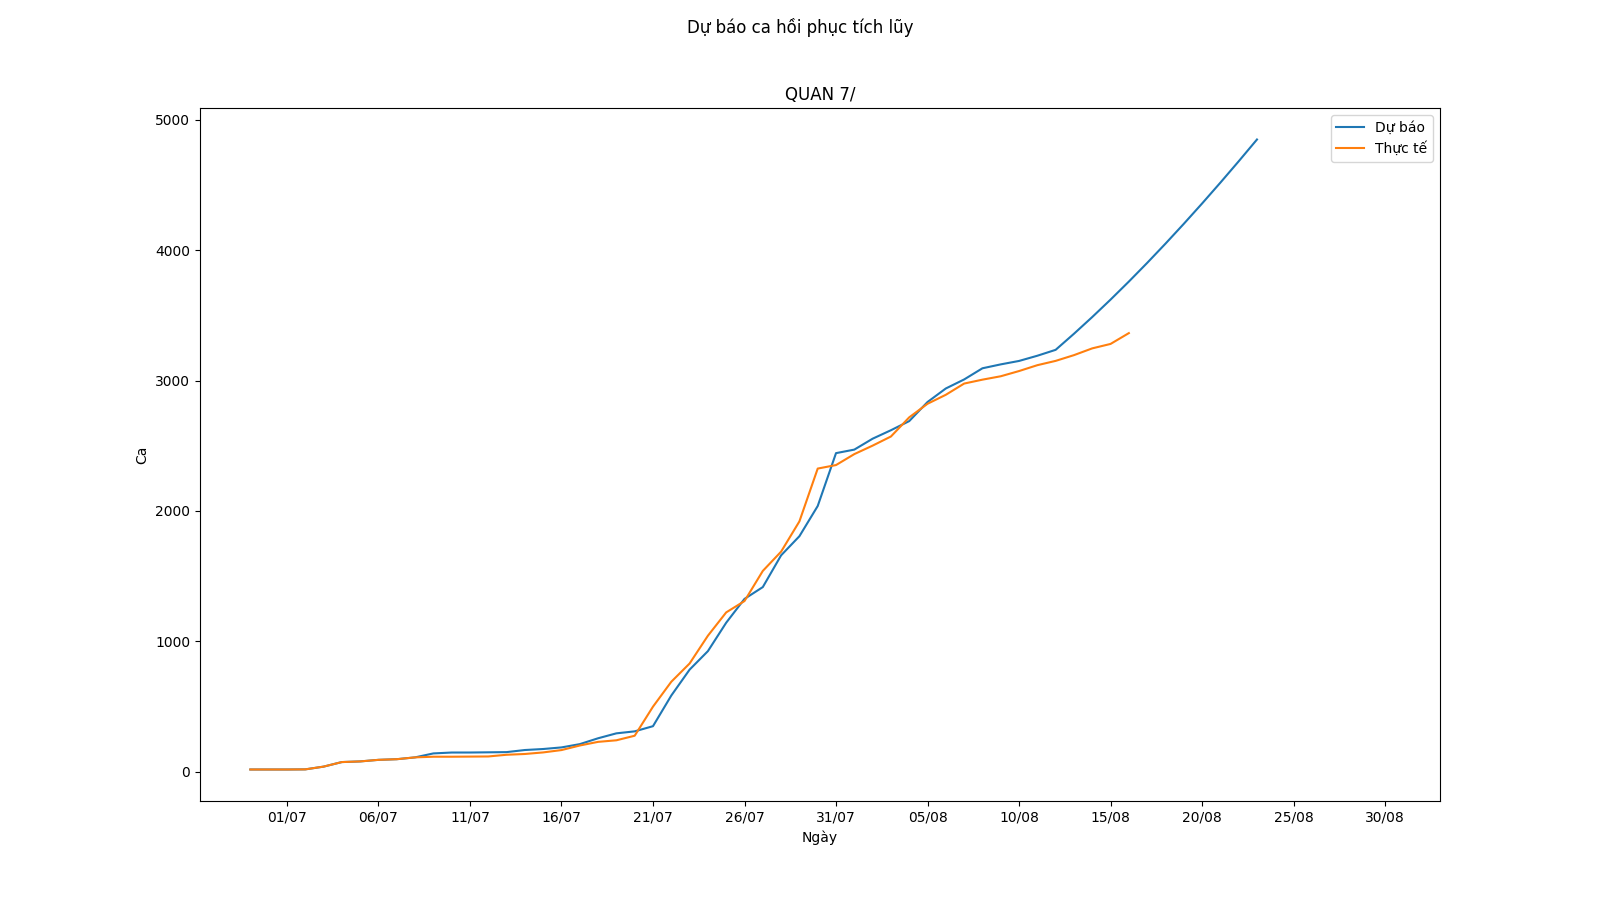 Dự báo ca hồi phục tích lũy
QUAN 7/
Dự báo
Thực tế
5000
4000
3000
2000
1000
0
Ca
01/07 06/07 11/07 16/07 21/07 26/07 31/07 05/08 10/08 15/08 20/08 25/08 30/08
Ngày